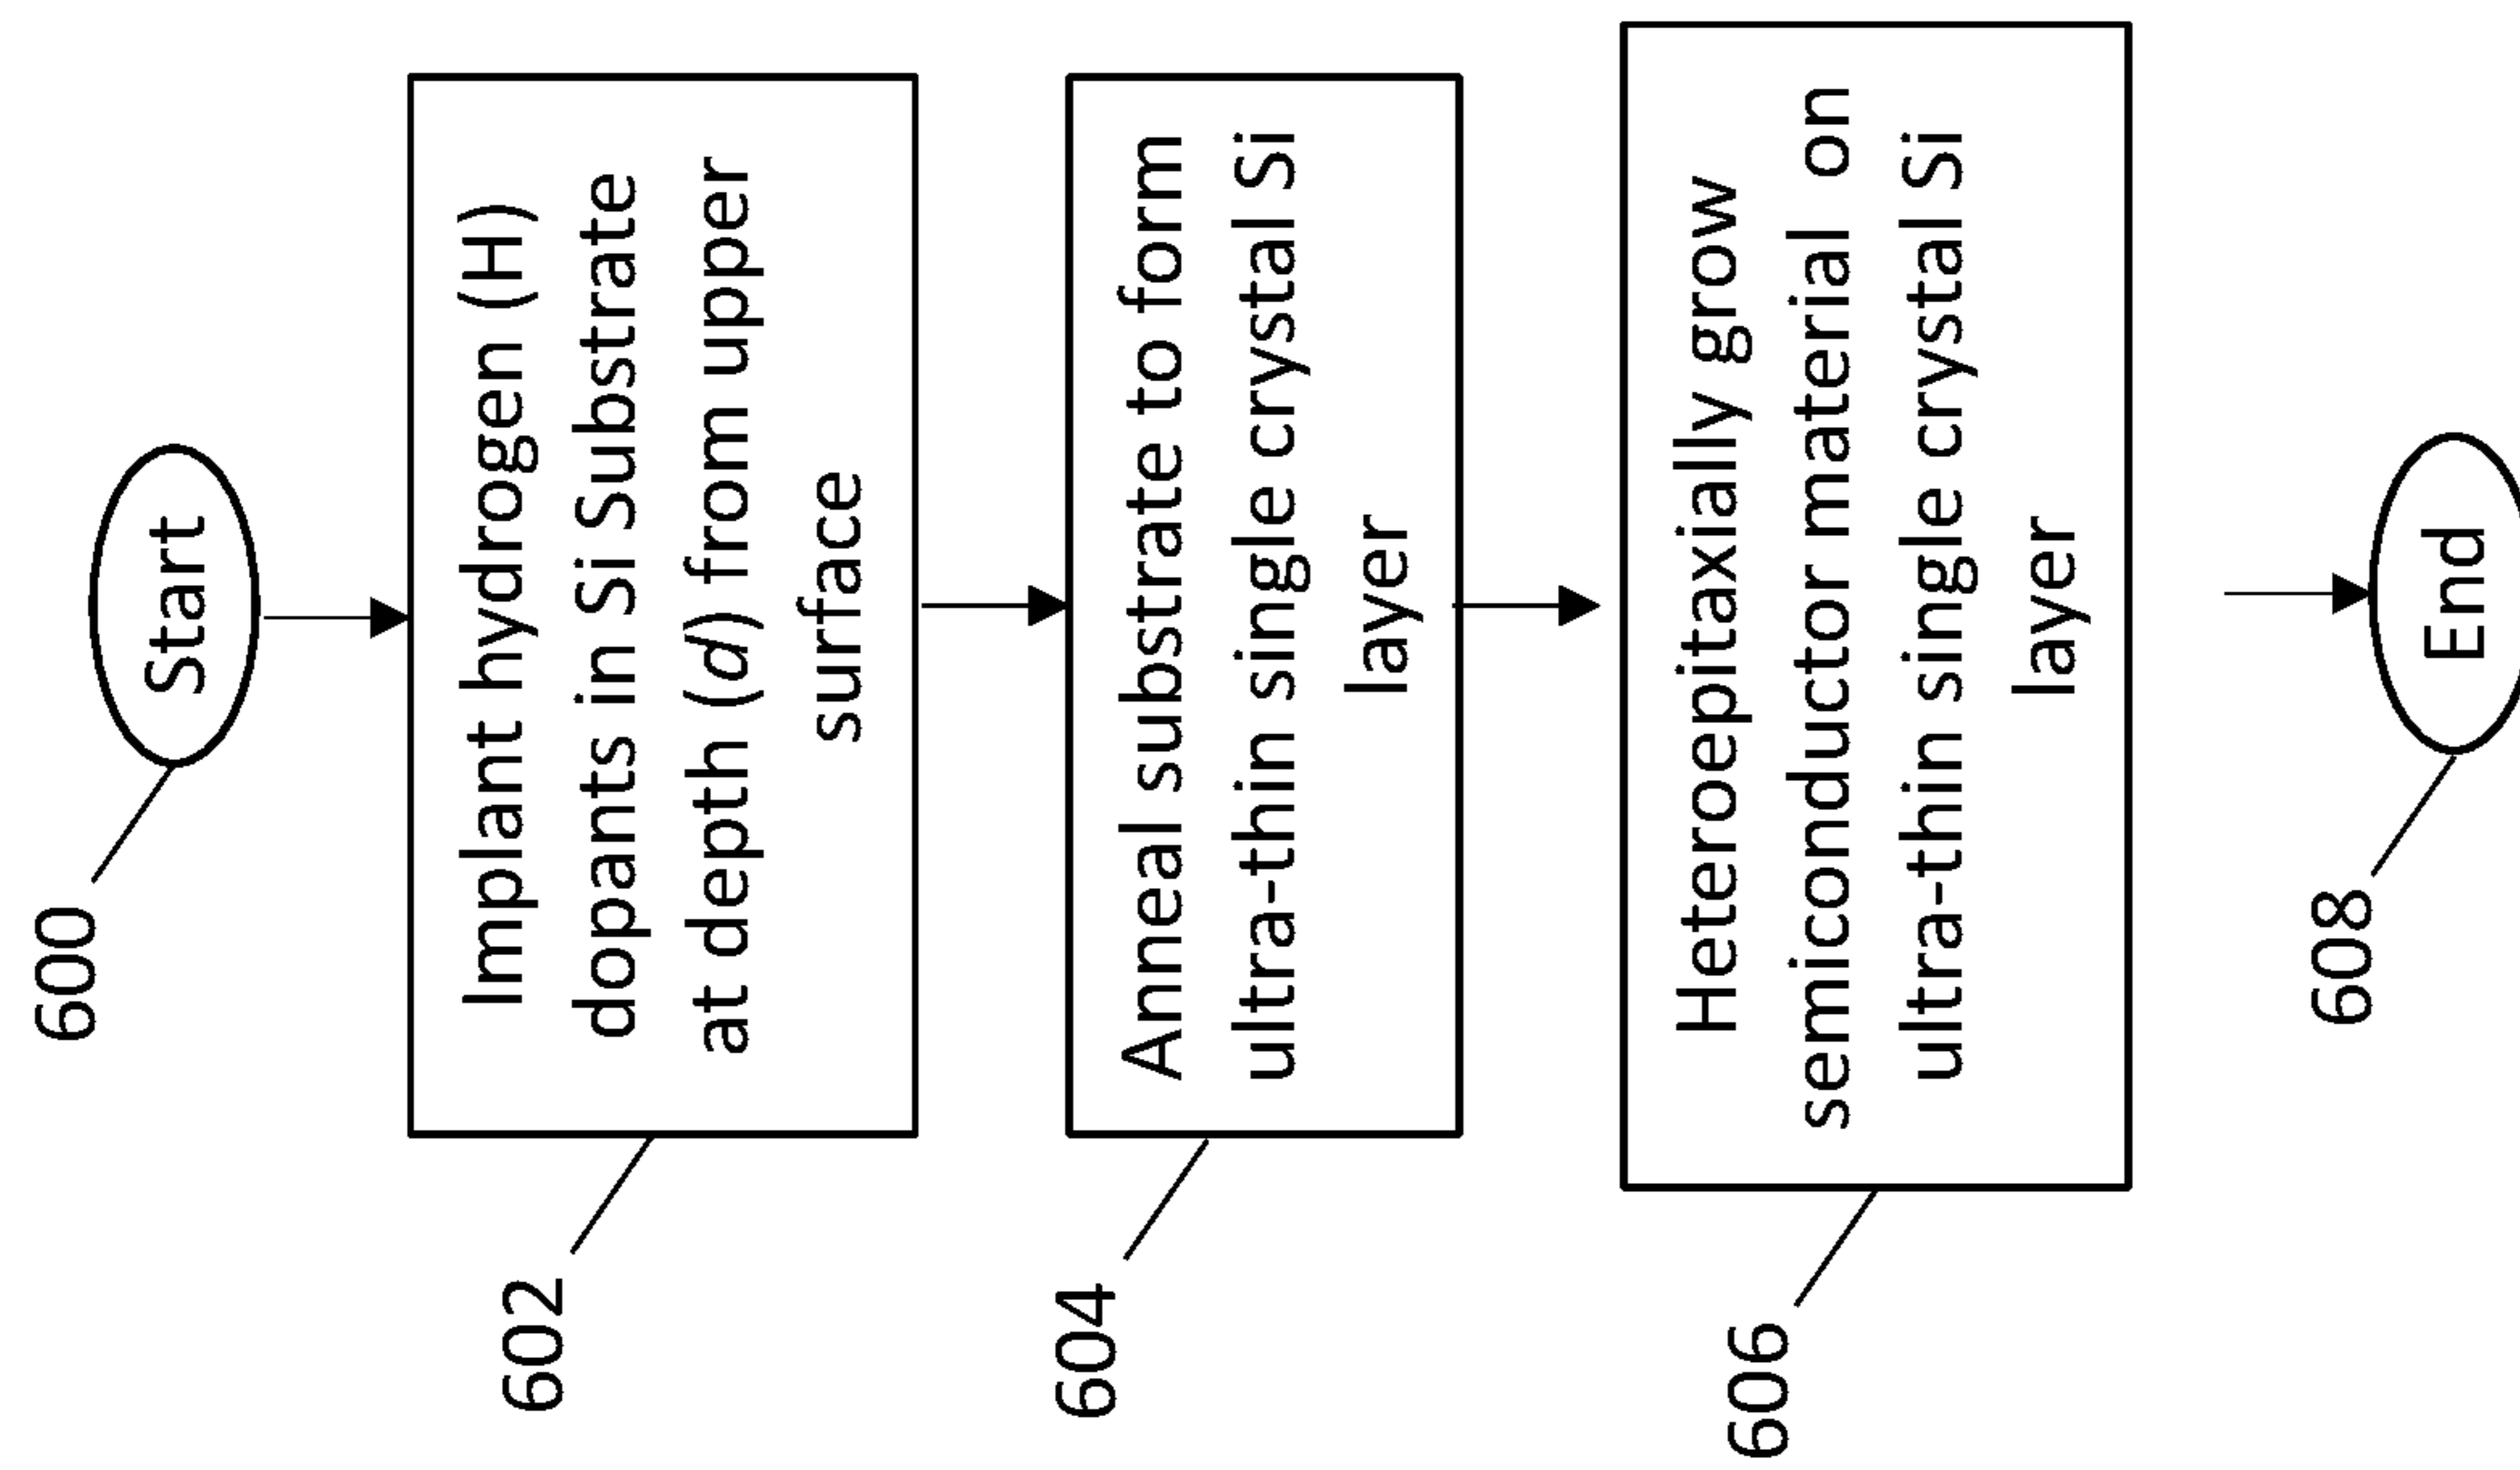 600
Start
602
Implant hydrogen (H)
dopants in Si Substrate
at depth (d) from upper
surface
604
Anneal substrate to form
ultra-thin single crystal Si
layer
606
Heteroepitaxially grow
semiconductor material on
ultra-thin single crystal Si
layer
608
End